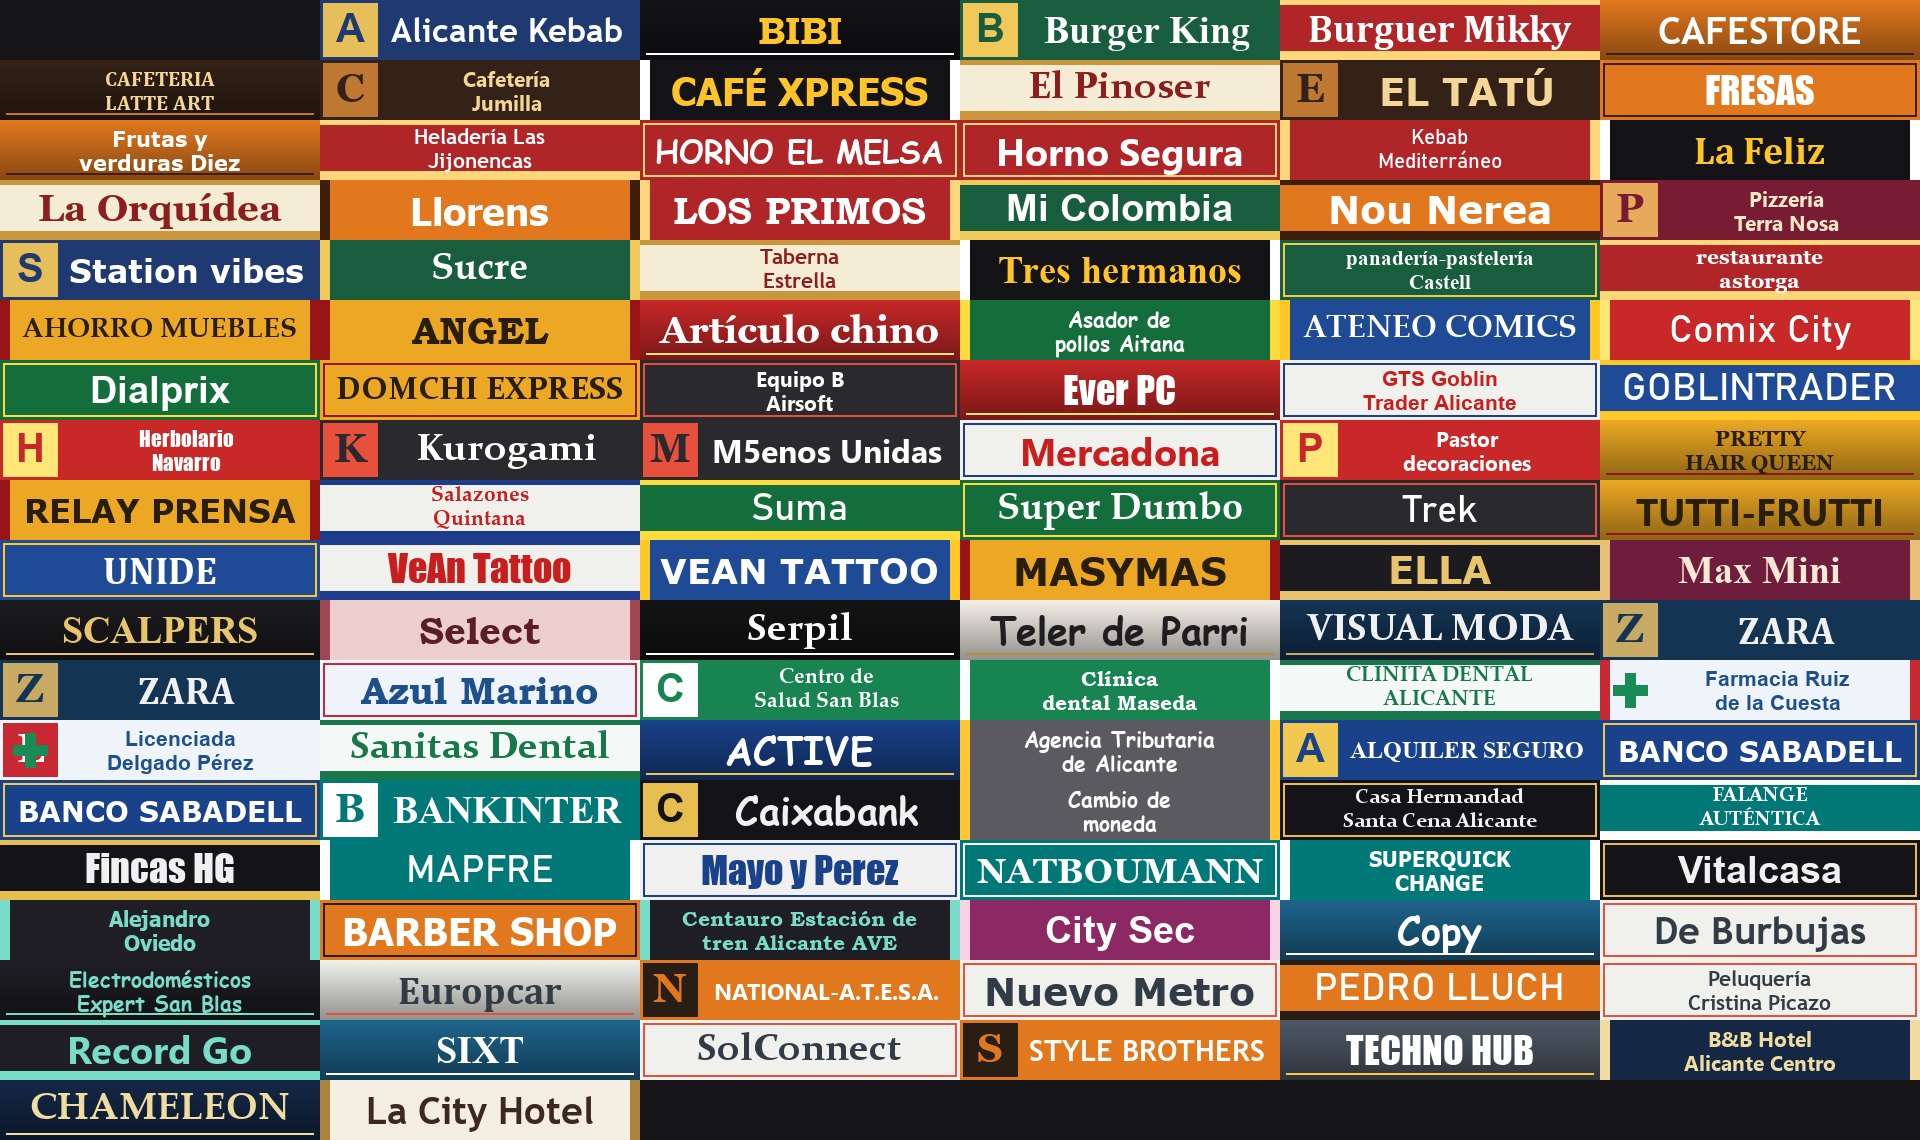 A Alicante Kebab
BIBI
B Burger King
Burguer Mikky
CAFESTORE
CAFETERIA
LATTE ART
C Cafetería
Jumilla
CAFÉ XPRESS
El Pinoser
E EL TATÚ
FRESAS
Frutas y
verduras Diez
Heladería Las
Jijonencas
HORNO EL MELSA
Horno Segura
Kebab
Mediterráneo
La Feliz
La Orquídea
Llorens
LOS PRIMOS
Mi Colombia
Nou Nerea
P Pizzería
Terra Nosa
S Station vibes
Sucre
Taberna
Estrella
Tres hermanos
panadería-pastelería
Castell
restaurante
astorga
AHORRO MUEBLES
ANGEL
Artículo chino
Asador de
pollos Aitana
ATENEO COMICS
Comix City
Dialprix
DOMCHI EXPRESS
Equipo B
Airsoft
Ever PC
GTS Goblin
Trader Alicante
GOBLINTRADER
H Herbolario
Navarro
K Kurogami
M M5enos Unidas
Mercadona
P Pastor
decoraciones
PRETTY
HAIR QUEEN
RELAY PRENSA
Salazones
Quintana
Suma
Super Dumbo
Trek
TUTTI-FRUTTI
UNIDE
VeAn Tattoo
VEAN TATTOO
MASYMAS
ELLA
Max Mini
SCALPERS
Select
Serpil
Teler de Parri
VISUAL MODA
Z ZARA
Z ZARA
Azul Marino
C Centro de
Salud San Blas
Clínica
dental Maseda
CLINITA DENTAL
ALICANTE
Farmacia Ruiz
de la Cuesta
L Licenciada
Delgado Pérez
Sanitas Dental
ACTIVE
Agencia Tributaria
de Alicante
A ALQUILER SEGURO
BANCO SABADELL
BANCO SABADELL
B BANKINTER
C Caixabank
Cambio de
moneda
Casa Hermandad
Santa Cena Alicante
FALANGE
AUTÉNTICA
Fincas HG
MAPFRE
Mayo y Perez
NATBOUMANN
SUPERQUICK
CHANGE
Vitalcasa
Alejandro
Oviedo
BARBER SHOP
Centauro Estación de
tren Alicante AVE
City Sec
Copy
De Burbujas
Electrodomésticos
Expert San Blas
Europcar
N NATIONAL-A.T.E.S.A.
Nuevo Metro
PEDRO LLUCH
Peluquería
Cristina Picazo
Record Go
SIXT
SolConnect
S STYLE BROTHERS
TECHNO HUB
B&B Hotel
Alicante Centro
CHAMELEON
La City Hotel